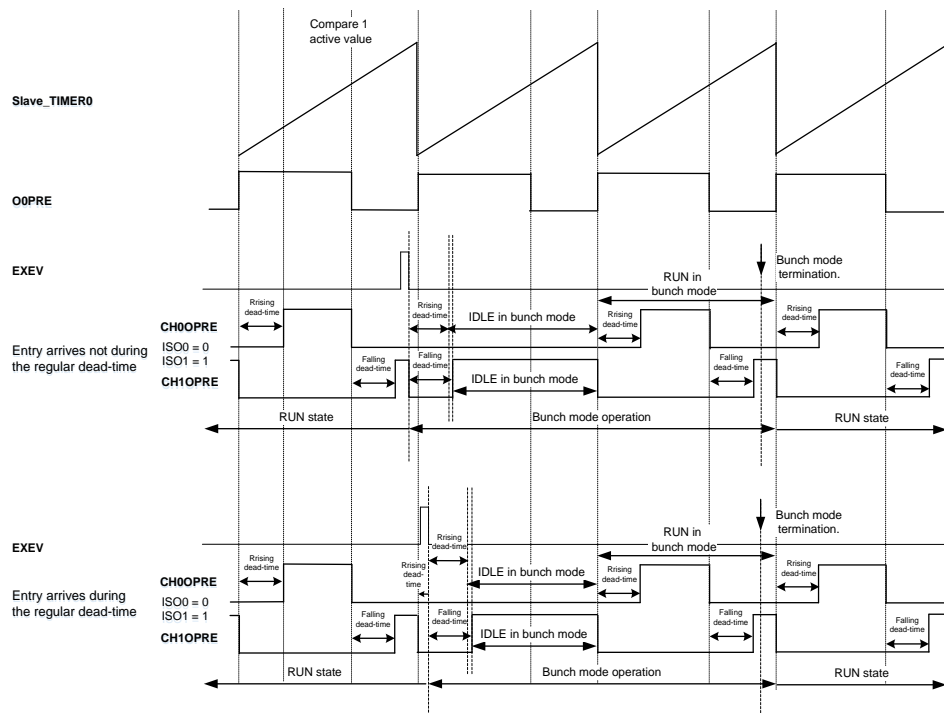 Compare 1
active value
Slave_TIMER0
O0PRE
EXEV
Bunch mode
termination.
RUN in
bunch mode
Rrising
dead-time
Rrising
dead-time
IDLE in bunch mode
Rrising
dead-time
Rrising
dead-time
CH0OPRE
Entry arrives not during
the regular dead-time
ISO0 = 0
ISO1 = 1
CH1OPRE
Falling
dead-time
Falling
dead-time
IDLE in bunch mode
Falling
dead-time
Falling
dead-time
RUN state
Bunch mode operation
RUN state
EXEV
Bunch mode
termination.
RUN in
bunch mode
Rrising
dead-time
Rrising
dead-time
Rrising
dead-
time
IDLE in bunch mode
Rrising
dead-time
Rrising
dead-time
CH0OPRE
Entry arrives during
the regular dead-time
ISO0 = 0
ISO1 = 1
CH1OPRE
Falling
dead-time
Falling
dead-time
IDLE in bunch mode
Falling
dead-time
Falling
dead-time
RUN state
Bunch mode operation
RUN state